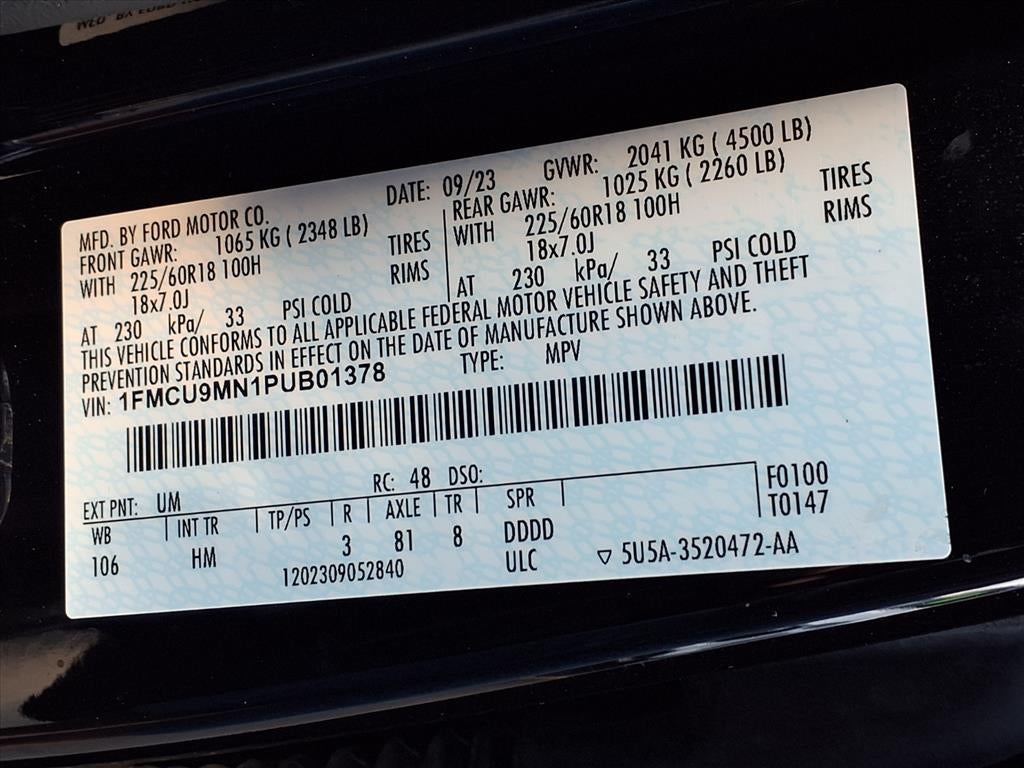 MFD. BY FORD MOTOR CO. DATE: 09/23 GVWR: 2041 KG ( 4500 LB)
FRONT GAWR: 1065 KG ( 2348 LB) REAR GAWR: 1025 KG ( 2260 LB)
WITH 225/60R18 100H TIRES WITH 225/60R18 100H TIRES
18x7.0J RIMS 18x7.0J RIMS
AT 230 kPa/ 33 PSI COLD AT 230 kPa/ 33 PSI COLD
THIS VEHICLE CONFORMS TO ALL APPLICABLE FEDERAL MOTOR VEHICLE SAFETY AND THEFT
PREVENTION STANDARDS IN EFFECT ON THE DATE OF MANUFACTURE SHOWN ABOVE.
VIN: 1FMCU9MN1PUB01378 TYPE: MPV
EXT PNT: UM RC: 48 DSO: F0100
WB INT TR TP/PS R AXLE TR SPR T0147
106 HM 3 81 8 DDDD
1202309052840 ULC ▽ 5U5A-3520472-AA